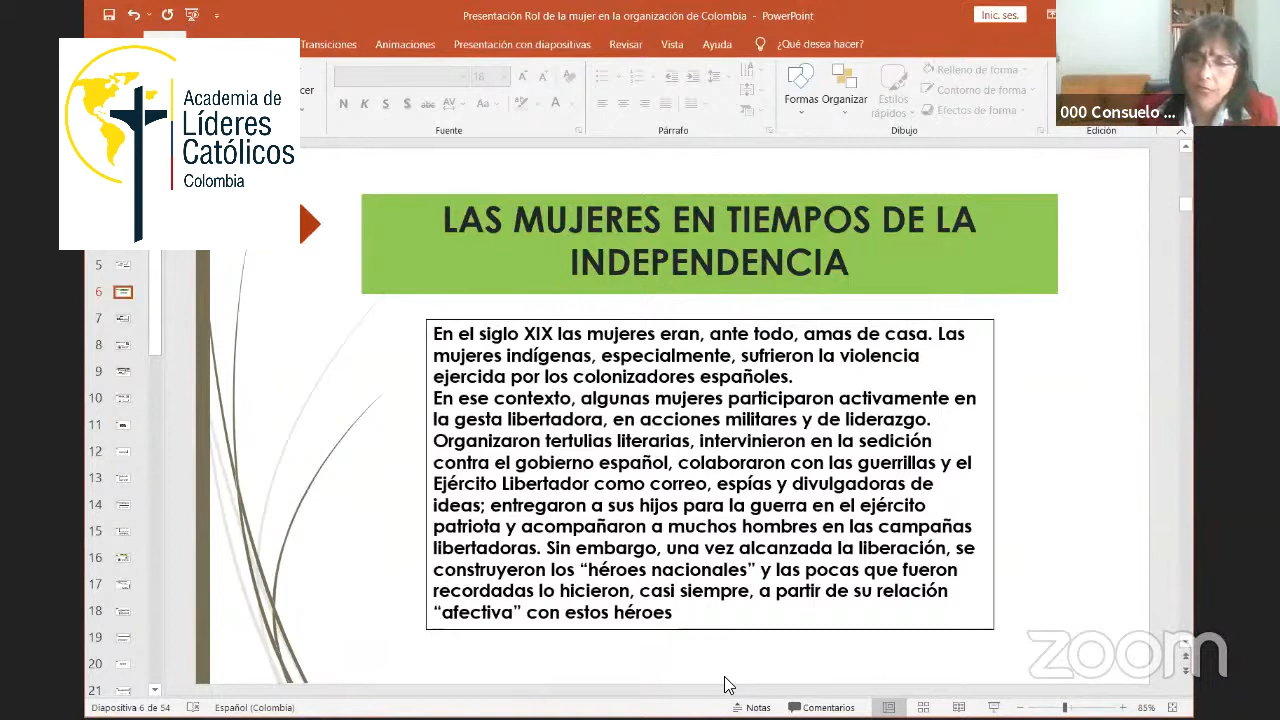 Presentación Rol de la mujer en la organización de Colombia - PowerPoint
Inic. ses.
Transiciones Animaciones Presentación con diapositivas Revisar Vista Ayuda ¿Qué desea hacer?
Academia de
Líderes
Católicos
Colombia
18
Relleno de forma
Contorno de forma
Efectos de forma
Formas Organizar Estilos
rápidos
N K S abc AV Aa A
Fuente Párrafo Dibujo Edición
000 Consuelo ...
LAS MUJERES EN TIEMPOS DE LA
INDEPENDENCIA
En el siglo XIX las mujeres eran, ante todo, amas de casa. Las
mujeres indígenas, especialmente, sufrieron la violencia
ejercida por los colonizadores españoles.
En ese contexto, algunas mujeres participaron activamente en
la gesta libertadora, en acciones militares y de liderazgo.
Organizaron tertulias literarias, intervinieron en la sedición
contra el gobierno español, colaboraron con las guerrillas y el
Ejército Libertador como correo, espías y divulgadoras de
ideas; entregaron a sus hijos para la guerra en el ejército
patriota y acompañaron a muchos hombres en las campañas
libertadoras. Sin embargo, una vez alcanzada la liberación, se
construyeron los “héroes nacionales” y las pocas que fueron
recordadas lo hicieron, casi siempre, a partir de su relación
“afectiva” con estos héroes
5
6
7
8
9
10
11
12
13
14
15
16
17
18
19
20
21
zoom
Diapositiva 6 de 54 Español (Colombia) Notas Comentarios 85%